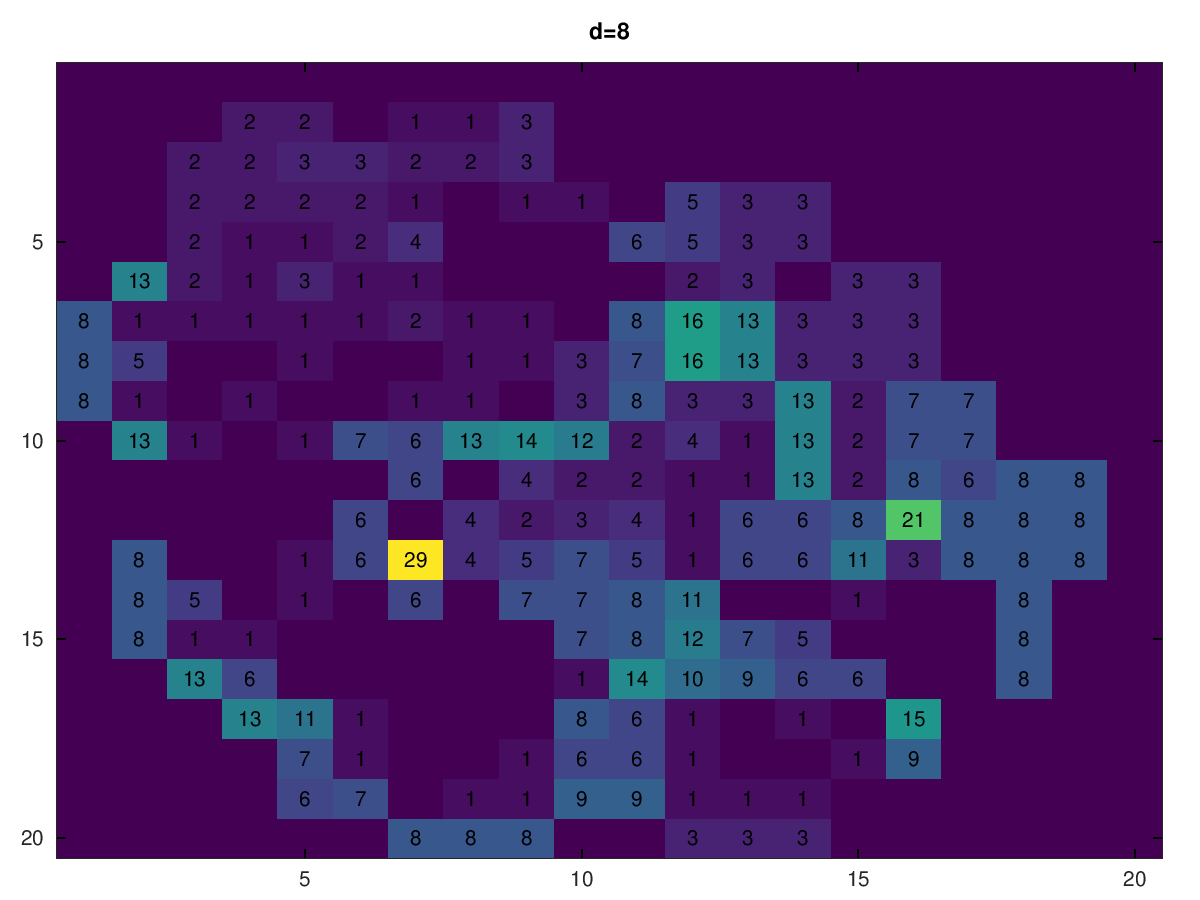 d=8
2 2 1 1 3
2 2 3 3 2 2 3
2 2 2 2 1 1 1 5 3 3
5 2 1 1 2 4 6 5 3 3
13 2 1 3 1 1 2 3 3 3
8 1 1 1 1 1 2 1 1 8 16 13 3 3 3
8 5 1 1 1 3 7 16 13 3 3 3
8 1 1 1 1 3 8 3 3 13 2 7 7
10 13 1 1 7 6 13 14 12 2 4 1 13 2 7 7
6 4 2 2 1 1 13 2 8 6 8 8
6 4 2 3 4 1 6 6 8 21 8 8 8
8 1 6 29 4 5 7 5 1 6 6 11 3 8 8 8
8 5 1 6 7 7 8 11 1 8
15 8 1 1 7 8 12 7 5 8
13 6 1 14 10 9 6 6 8
13 11 1 8 6 1 1 15
7 1 1 6 6 1 1 9
6 7 1 1 9 9 1 1 1
20 8 8 8 3 3 3
5 10 15 20